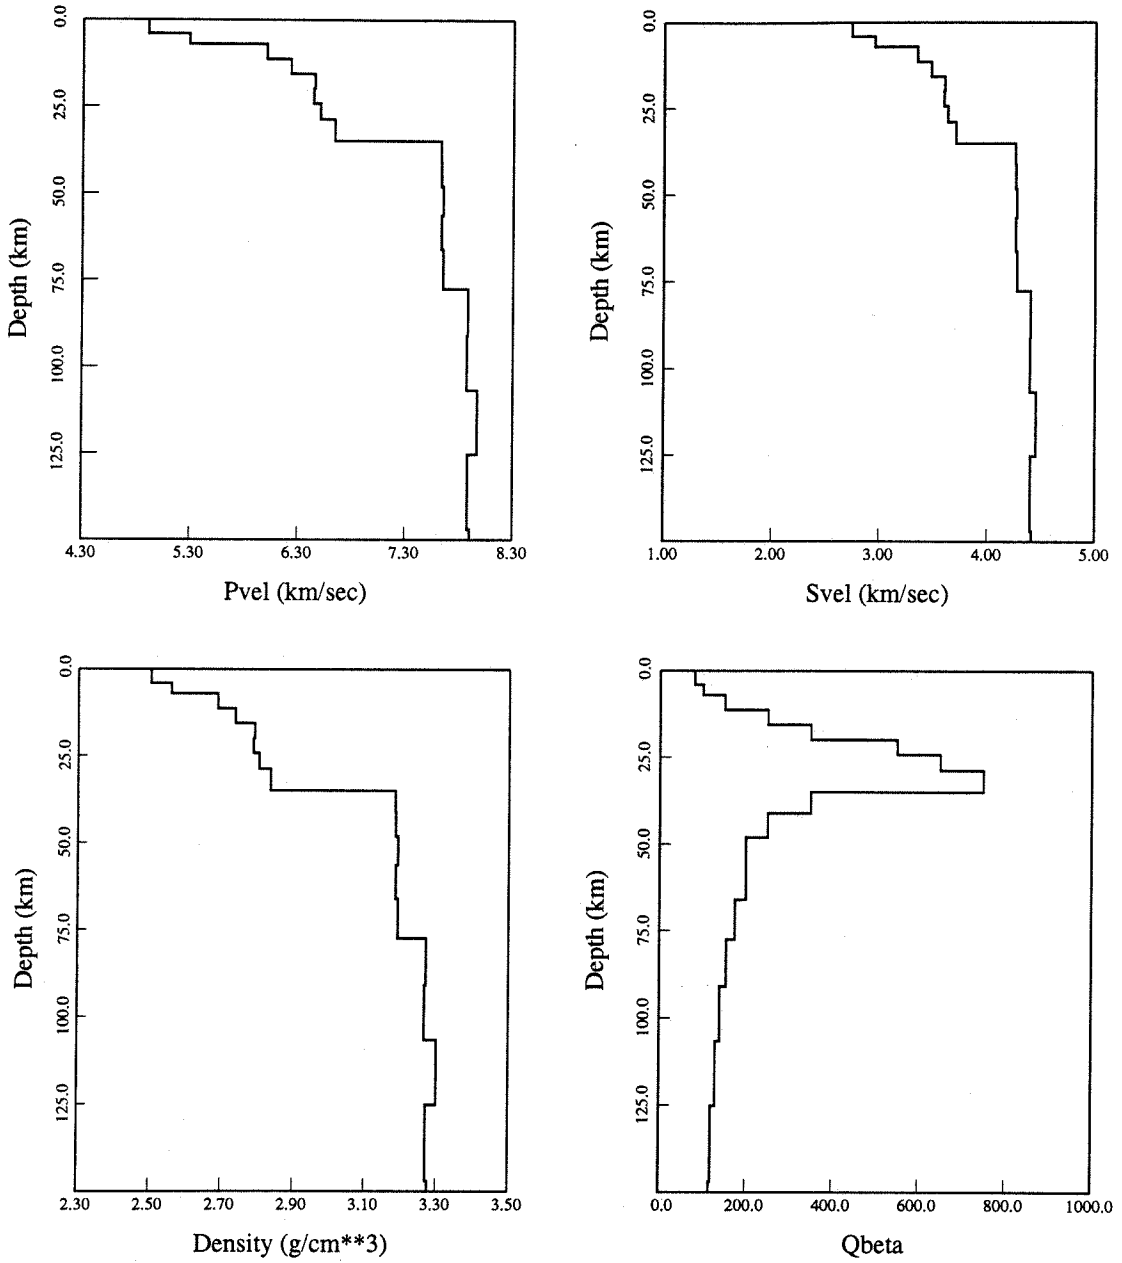 0.0
25.0
50.0
75.0
100.0
125.0
Depth (km)
4.30 5.30 6.30 7.30 8.30
Pvel (km/sec)
0.0
25.0
50.0
75.0
100.0
125.0
Depth (km)
1.00 2.00 3.00 4.00 5.00
Svel (km/sec)
0.0
25.0
50.0
75.0
100.0
125.0
Depth (km)
2.30 2.50 2.70 2.90 3.10 3.30 3.50
Density (g/cm**3)
0.0
25.0
50.0
75.0
100.0
125.0
Depth (km)
0.0 200.0 400.0 600.0 800.0 1000.0
Qbeta